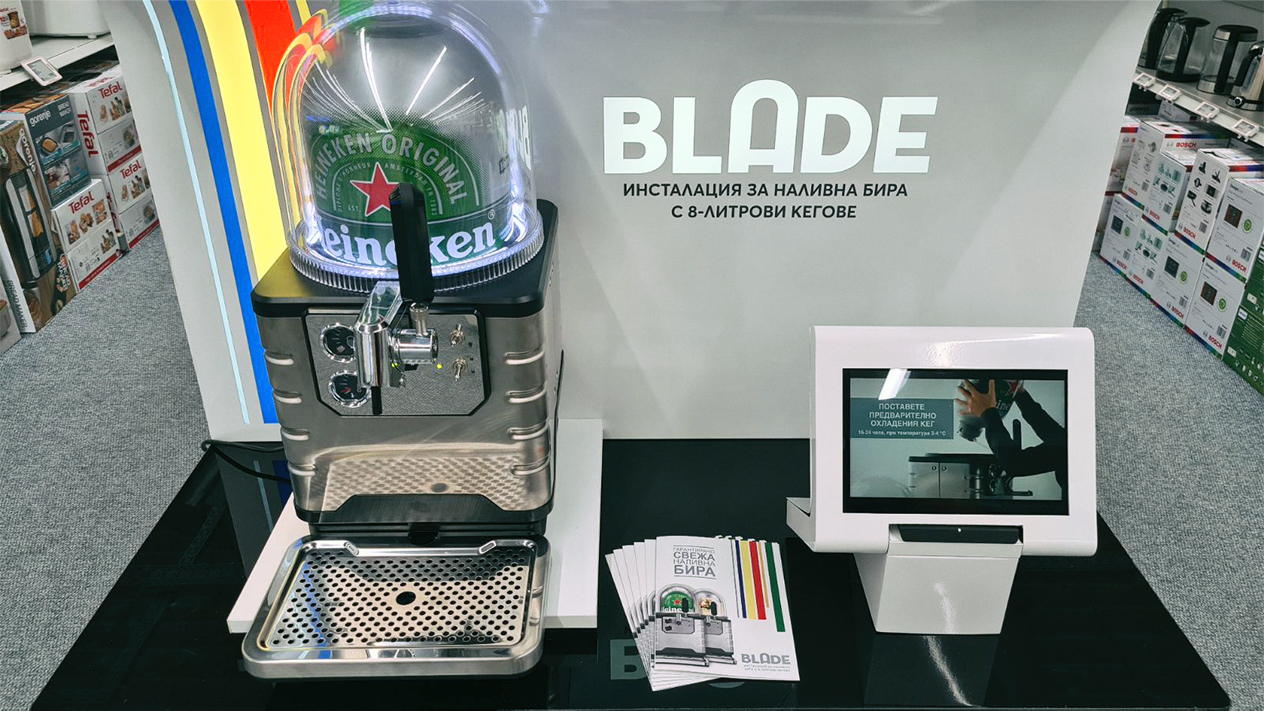 BLADE
ИНСТАЛАЦИЯ ЗА НАЛИВНА БИРА
С 8-ЛИТРОВИ КЕГОВЕ
HEINEKEN ORIGINAL
EST.
Heineken®
ПОСТАВЕТЕ
ПРЕДВАРИТЕЛНО
ОХЛАДЕНИЯ КЕГ
16-24 часа, при температура 3-4 °C
ГАРАНТИРАНО
СВЕЖА
НАЛИВНА
БИРА
BLADE
gorenje
Tefal
Tefal
Tefal
Tefal
BOSCH
BOSCH
BOSCH